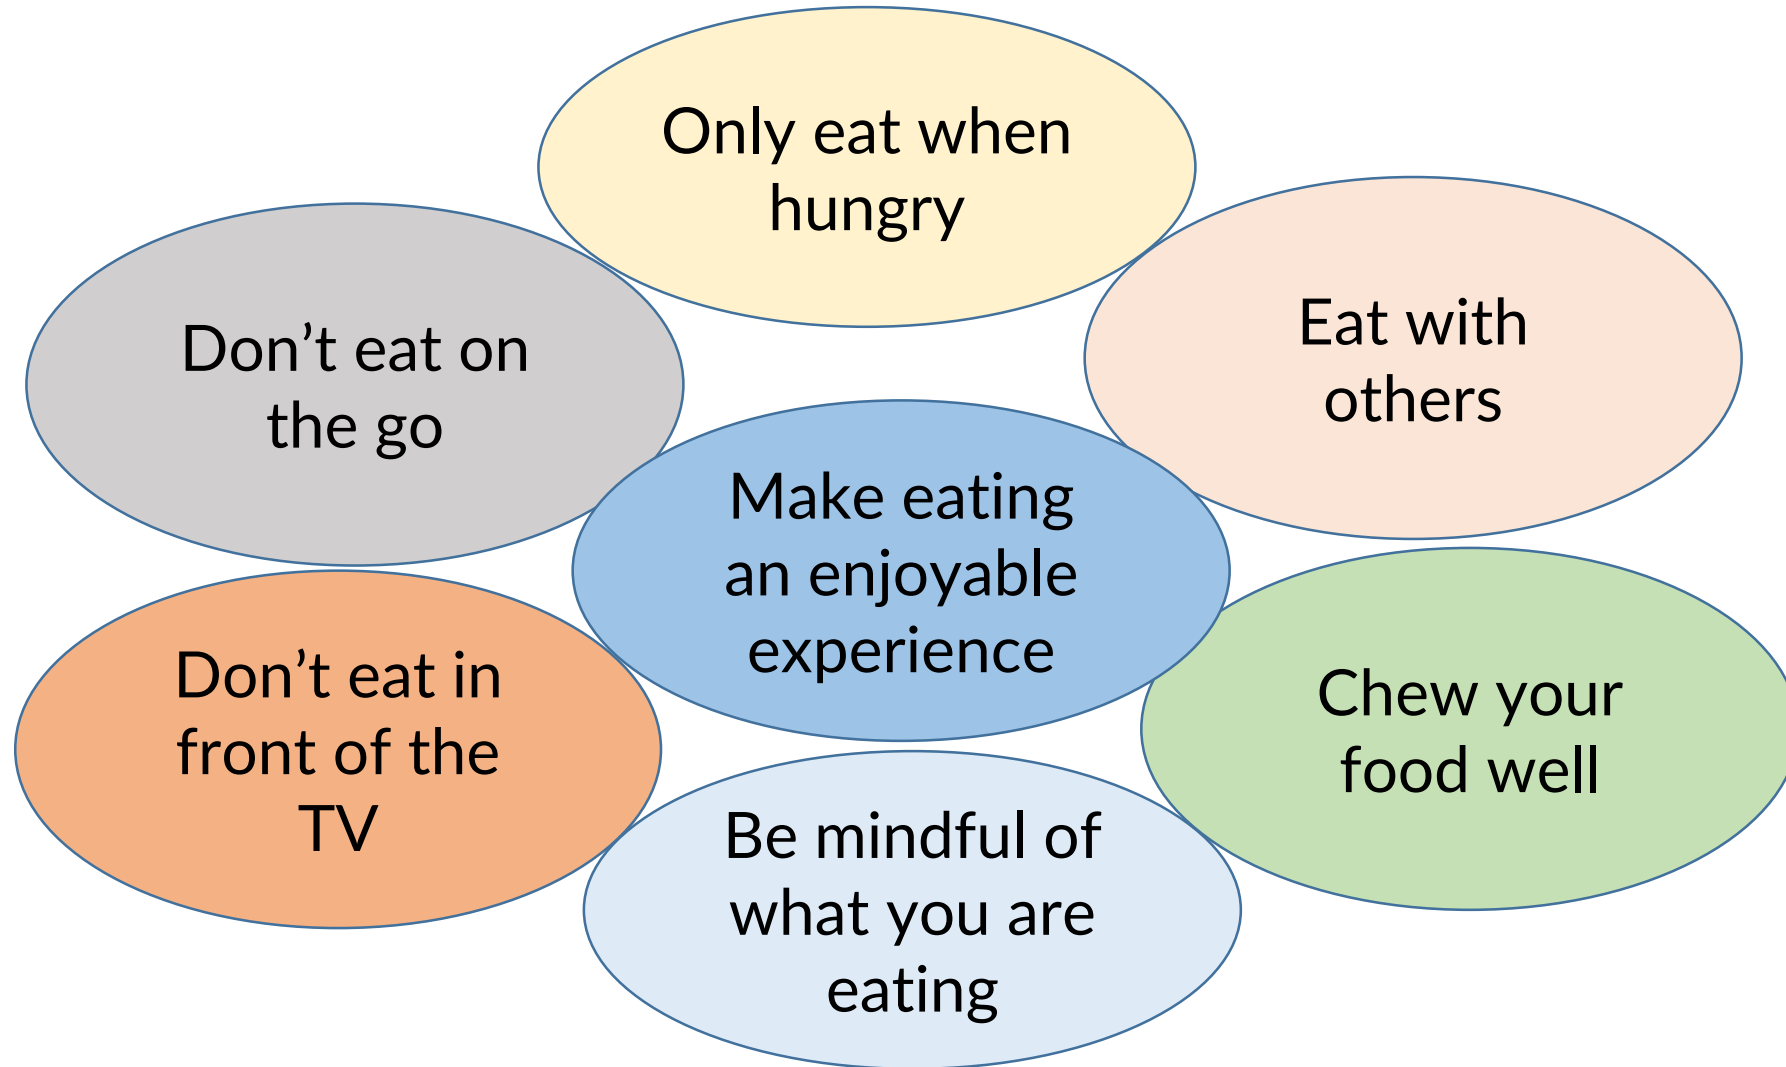 Only eat when
hungry
Don’t eat on
the go
Eat with
others
Make eating
an enjoyable
experience
Don’t eat in
front of the
TV
Chew your
food well
Be mindful of
what you are
eating